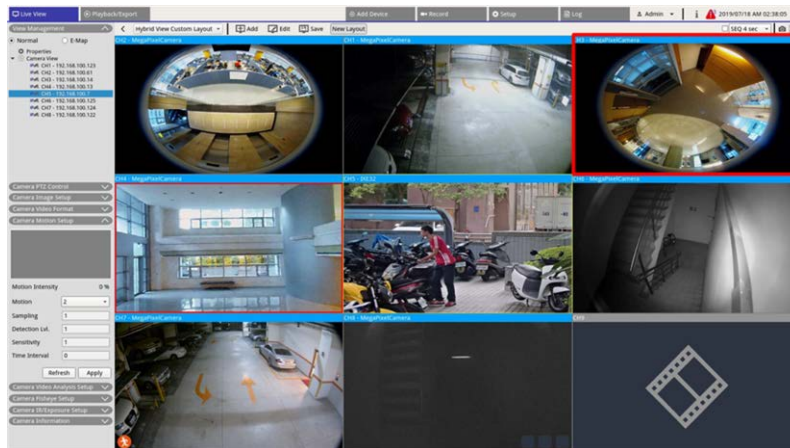 Live View
Playback/Export
Add Device
Record
Setup
Log
Admin
2019/07/18 AM 02:38:05
View Management
Hybrid View Custom Layout
Add
Edit
Save
New Layout
SEQ 4 sec
Normal
E-Map
Properties
Camera View
CH1 - 192.168.100.123
CH2 - 192.168.100.61
CH3 - 192.168.100.14
CH4 - 192.168.100.13
CH5 - 192.168.100.7
CH6 - 192.168.100.125
CH7 - 192.168.100.124
CH8 - 192.168.100.122
CH2 - MegaPixelCamera
CH1 - MegaPixelCamera
CH3 - MegaPixelCamera
CH4 - MegaPixelCamera
CH5 - DIE52
CH6 - MegaPixelCamera
CH7 - MegaPixelCamera
CH8 - MegaPixelCamera
CH9
Camera PTZ Control
Camera Image Setup
Camera Video Format
Camera Motion Setup
Motion Intensity 0 %
Motion 2
Sampling 1
Detection Lvl. 1
Sensitivity 1
Time Interval 0
Refresh
Apply
Camera Video Analysis Setup
Camera Fisheye Setup
Camera IR/Exposure Setup
Camera Information